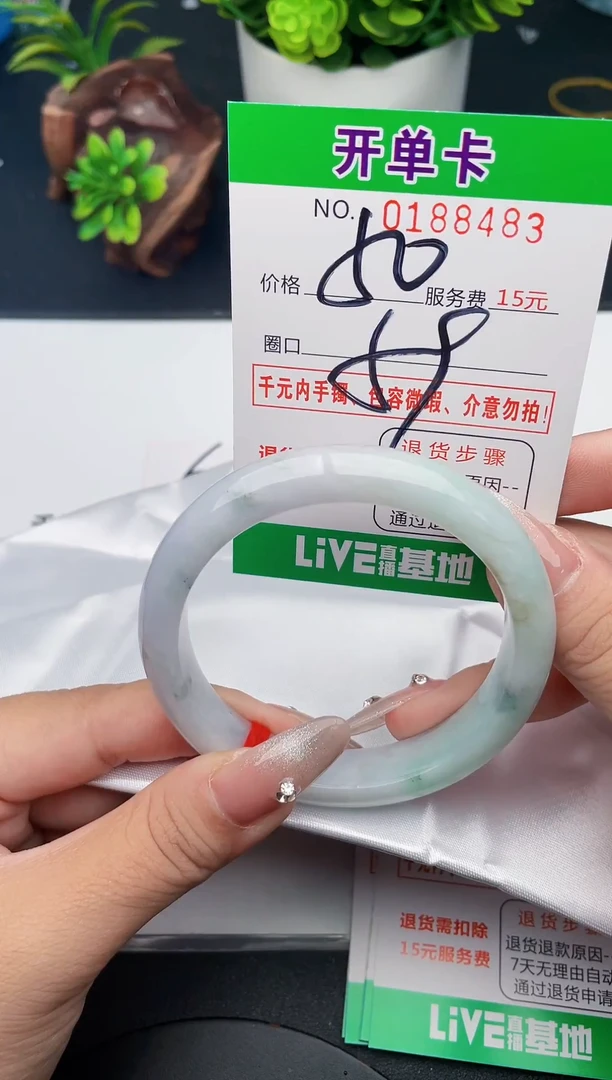 开单卡
NO. 0188483
价格 50 服务费 15元
圈口
千元内手镯、包容微瑕、介意勿拍!
退货步骤
原因--
LiVE直播基地
退货需扣除
15元服务费
退货退款原因--
7天无理由自动
通过退货申请
LiVE直播基地